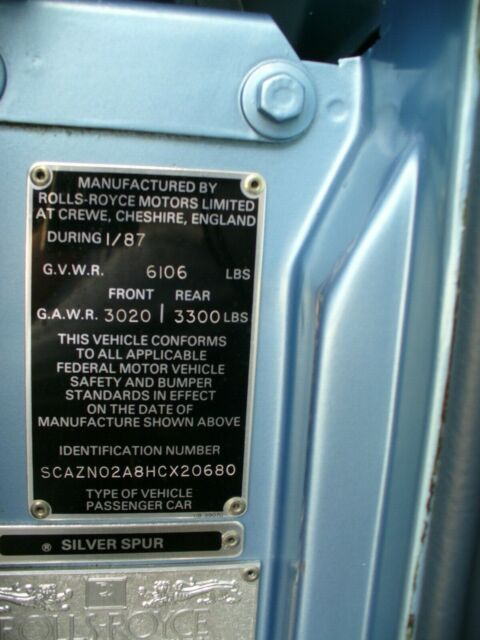 MANUFACTURED BY
ROLLS-ROYCE MOTORS LIMITED
AT CREWE, CHESHIRE, ENGLAND
DURING 1/87
G.V.W.R. 6106 LBS
FRONT REAR
G.A.W.R. 3020 | 3300 LBS
THIS VEHICLE CONFORMS
TO ALL APPLICABLE
FEDERAL MOTOR VEHICLE
SAFETY AND BUMPER
STANDARDS IN EFFECT
ON THE DATE OF
MANUFACTURE SHOWN ABOVE
IDENTIFICATION NUMBER
SCAZN02A8HCX20680
TYPE OF VEHICLE
PASSENGER CAR
® SILVER SPUR
ROLLS-ROYCE